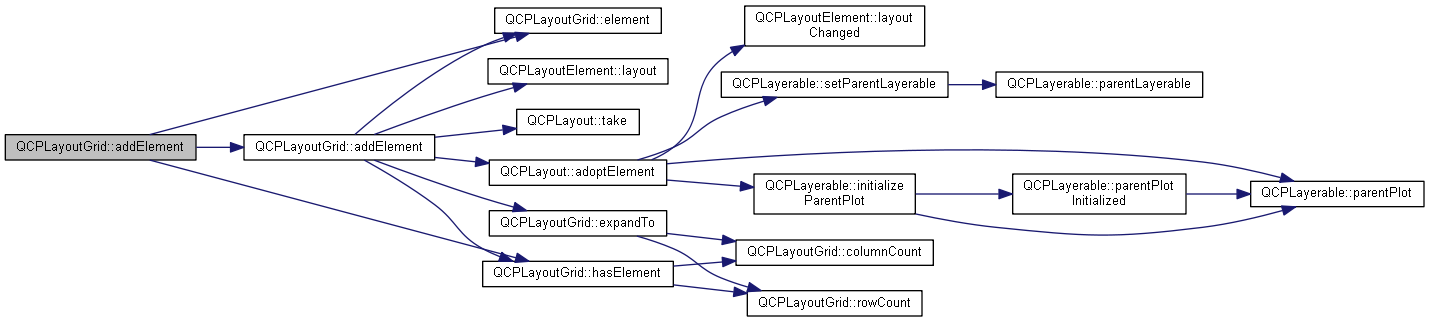 QCPLayoutGrid::addElement
QCPLayoutGrid::addElement
QCPLayoutGrid::element
QCPLayoutElement::layout
QCPLayout::take
QCPLayout::adoptElement
QCPLayoutGrid::expandTo
QCPLayoutGrid::hasElement
QCPLayoutElement::layout
Changed
QCPLayerable::setParentLayerable
QCPLayerable::initialize
ParentPlot
QCPLayoutGrid::columnCount
QCPLayoutGrid::rowCount
QCPLayerable::parentLayerable
QCPLayerable::parentPlot
Initialized
QCPLayerable::parentPlot